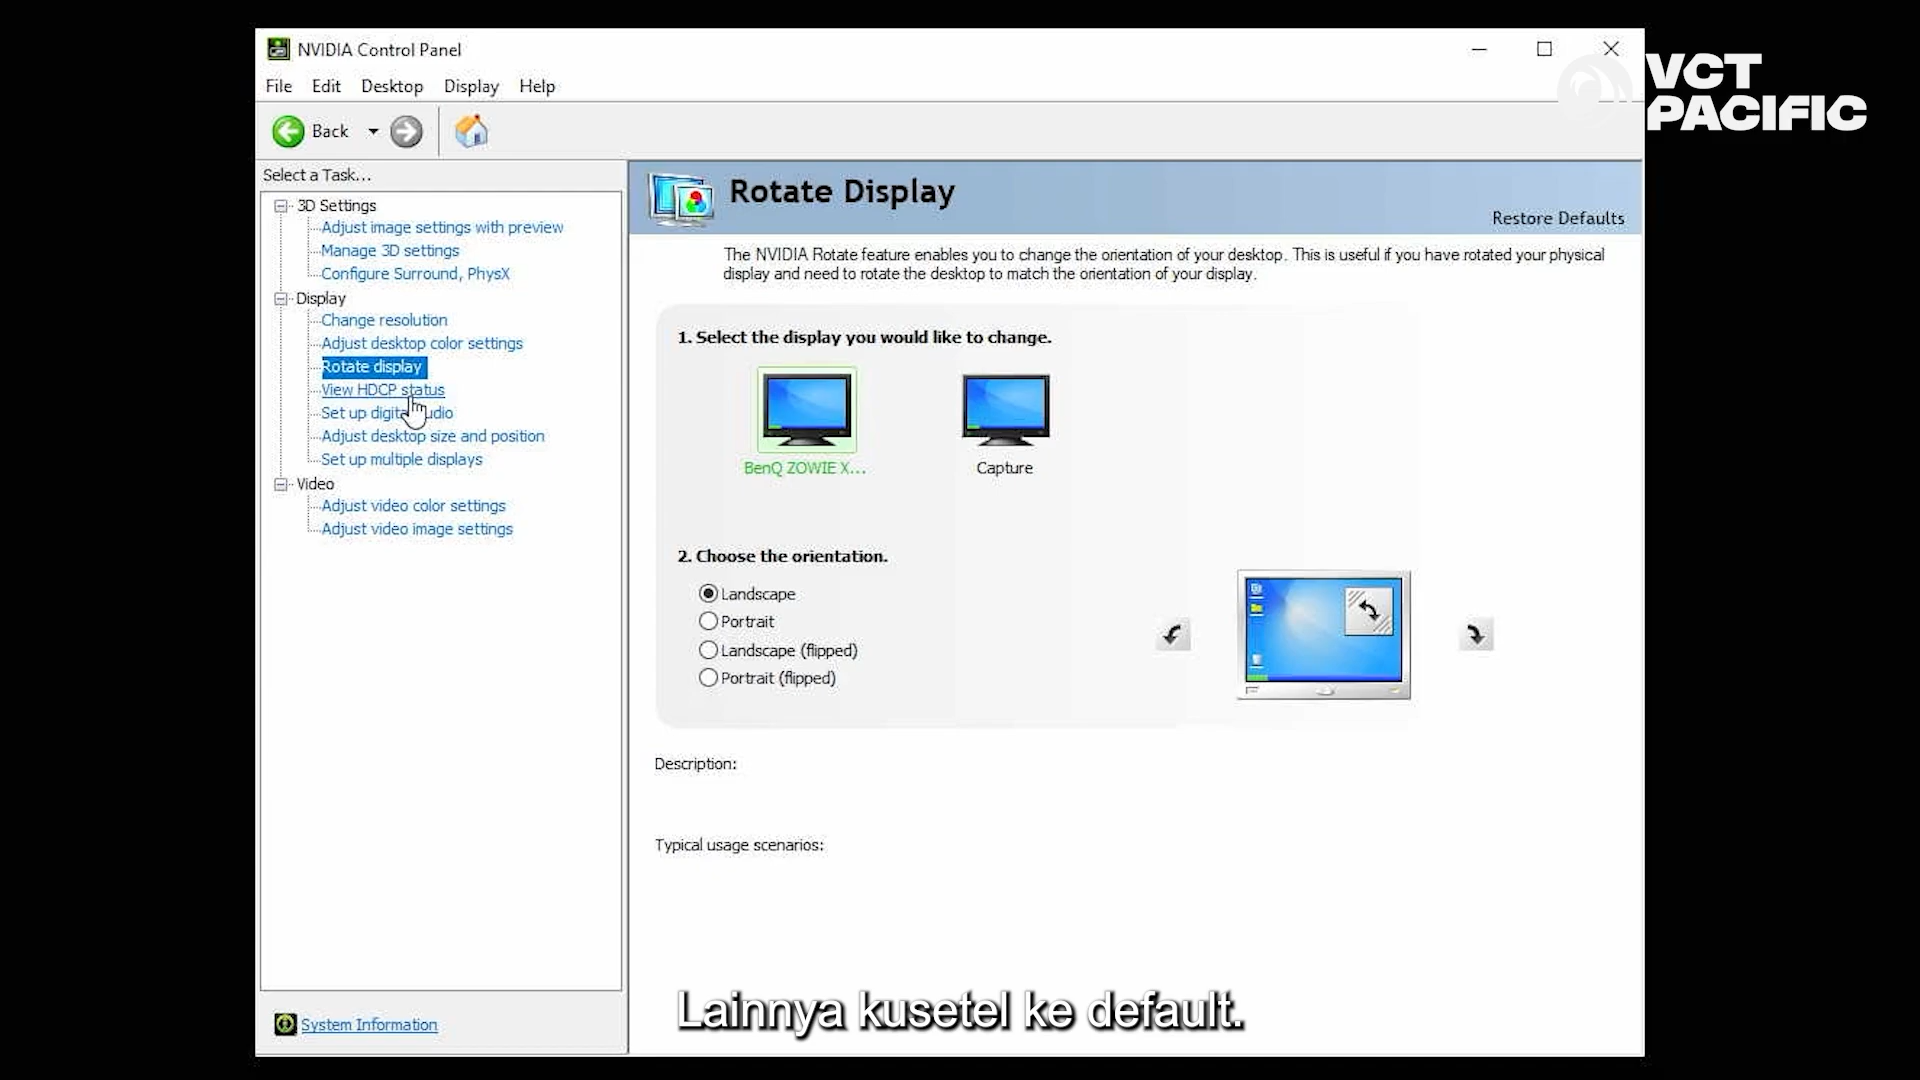 NVIDIA Control Panel
VCT
PACIFIC
File Edit Desktop Display Help
Back
Select a Task...
3D Settings
Adjust image settings with preview
Manage 3D settings
Configure Surround, PhysX
Display
Change resolution
Adjust desktop color settings
Rotate display
View HDCP status
Set up digital audio
Adjust desktop size and position
Set up multiple displays
Video
Adjust video color settings
Adjust video image settings
System Information
Rotate Display
Restore Defaults
The NVIDIA Rotate feature enables you to change the orientation of your desktop. This is useful if you have rotated your physical
display and need to rotate the desktop to match the orientation of your display.
1. Select the display you would like to change.
BenQ ZOWIE X...
Capture
2. Choose the orientation.
Landscape
Portrait
Landscape (flipped)
Portrait (flipped)
Description:
Typical usage scenarios:
Lainnya kusetel ke default.